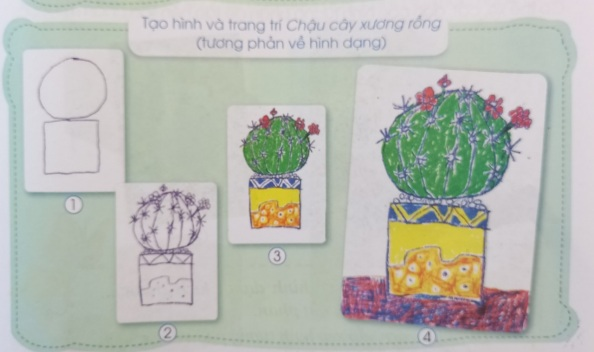 Tạo hình và trang trí Chậu cây xương rồng
(tương phản về hình dạng)
1
2
3
4